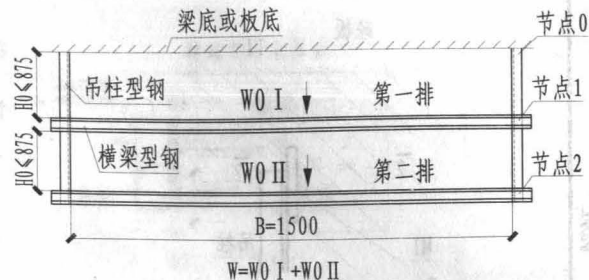 梁底或板底
节点0
H0≤875
吊柱型钢
W0 I
第一排
节点1
H0≤875
横梁型钢
W0 II
第二排
节点2
B=1500
W=W0 I+W0 II